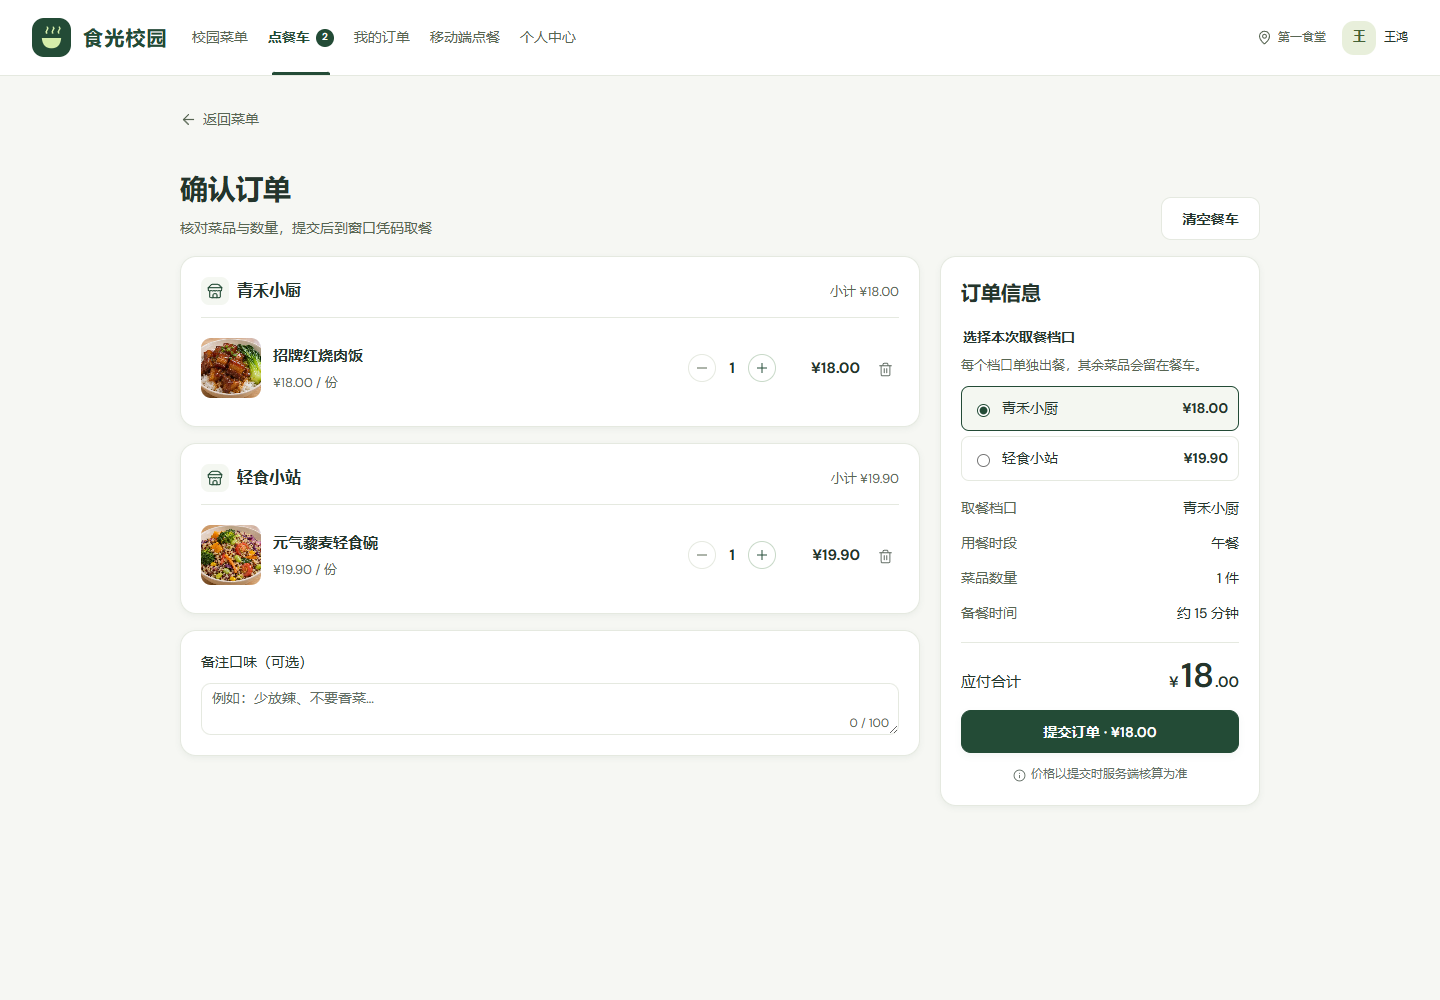 食光校园
校园菜单 点餐车 2 我的订单 移动端点餐 个人中心
第一食堂 王 王鸿
返回菜单
确认订单
核对菜品与数量，提交后到窗口凭码取餐
清空餐车
青禾小厨
小计 ¥18.00
招牌红烧肉饭
¥18.00 / 份
1
¥18.00
轻食小站
小计 ¥19.90
元气藜麦轻食碗
¥19.90 / 份
1
¥19.90
备注口味（可选）
例如：少放辣、不要香菜...
0 / 100
订单信息
选择本次取餐档口
每个档口单独出餐，其余菜品会留在餐车。
青禾小厨 ¥18.00
轻食小站 ¥19.90
取餐档口 青禾小厨
用餐时段 午餐
菜品数量 1 件
备餐时间 约 15 分钟
应付合计 ¥18.00
提交订单 · ¥18.00
价格以提交时服务端核算为准